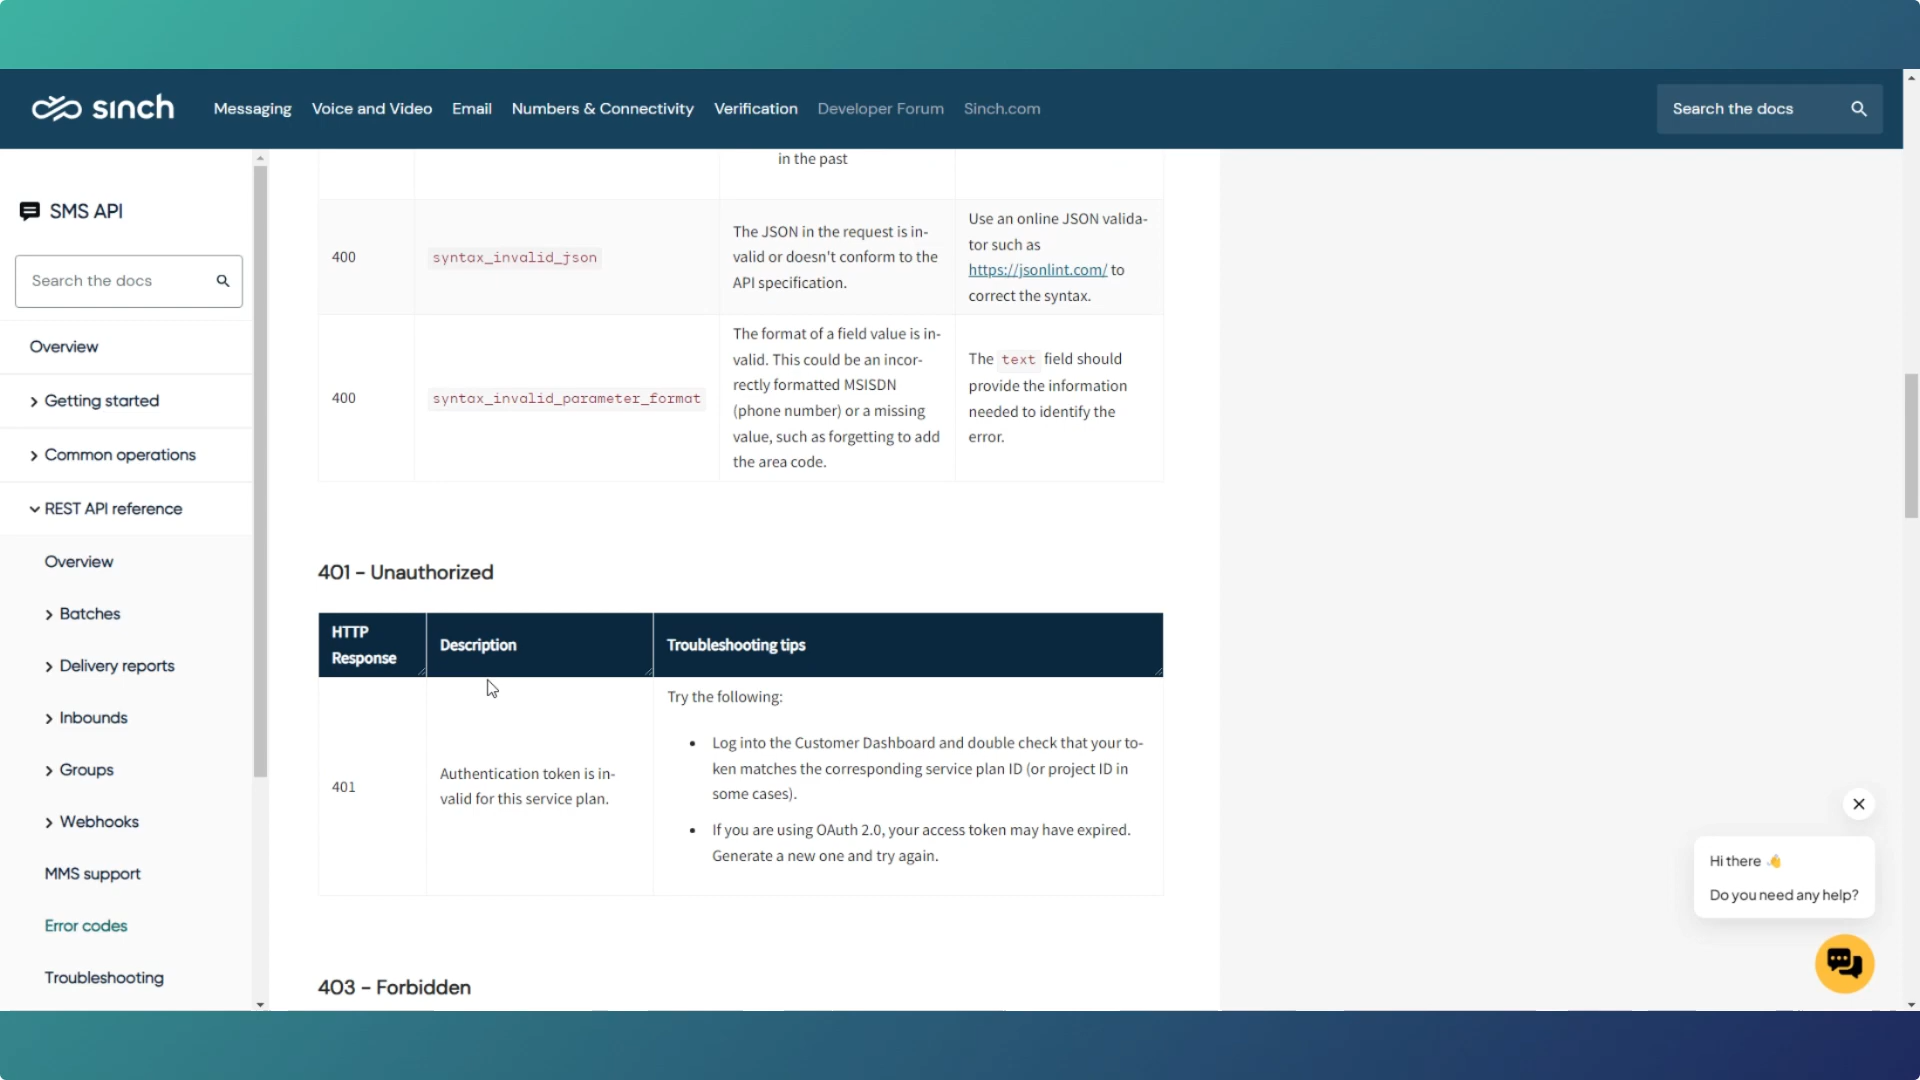 sinch
Messaging
Voice and Video
Email
Numbers & Connectivity
Verification
Developer Forum
Sinch.com
Search the docs
SMS API
Search the docs
Overview
Getting started
Common operations
REST API reference
Overview
Batches
Delivery reports
Inbounds
Groups
Webhooks
MMS support
Error codes
Troubleshooting
in the past
400
syntax_invalid_json
The JSON in the request is in-
valid or doesn't conform to the
API specification.
Use an online JSON valida-
tor such as
https://jsonlint.com/ to
correct the syntax.
400
syntax_invalid_parameter_format
The format of a field value is in-
valid. This could be an incor-
rectly formatted MSISDN
(phone number) or a missing
value, such as forgetting to add
the area code.
The text field should
provide the information
needed to identify the
error.
401 – Unauthorized
HTTP
Response
Description
Troubleshooting tips
401
Authentication token is in-
valid for this service plan.
Try the following:
• Log into the Customer Dashboard and double check that your to-
ken matches the corresponding service plan ID (or project ID in
some cases).
• If you are using OAuth 2.0, your access token may have expired.
Generate a new one and try again.
403 – Forbidden
Hi there 👋
Do you need any help?